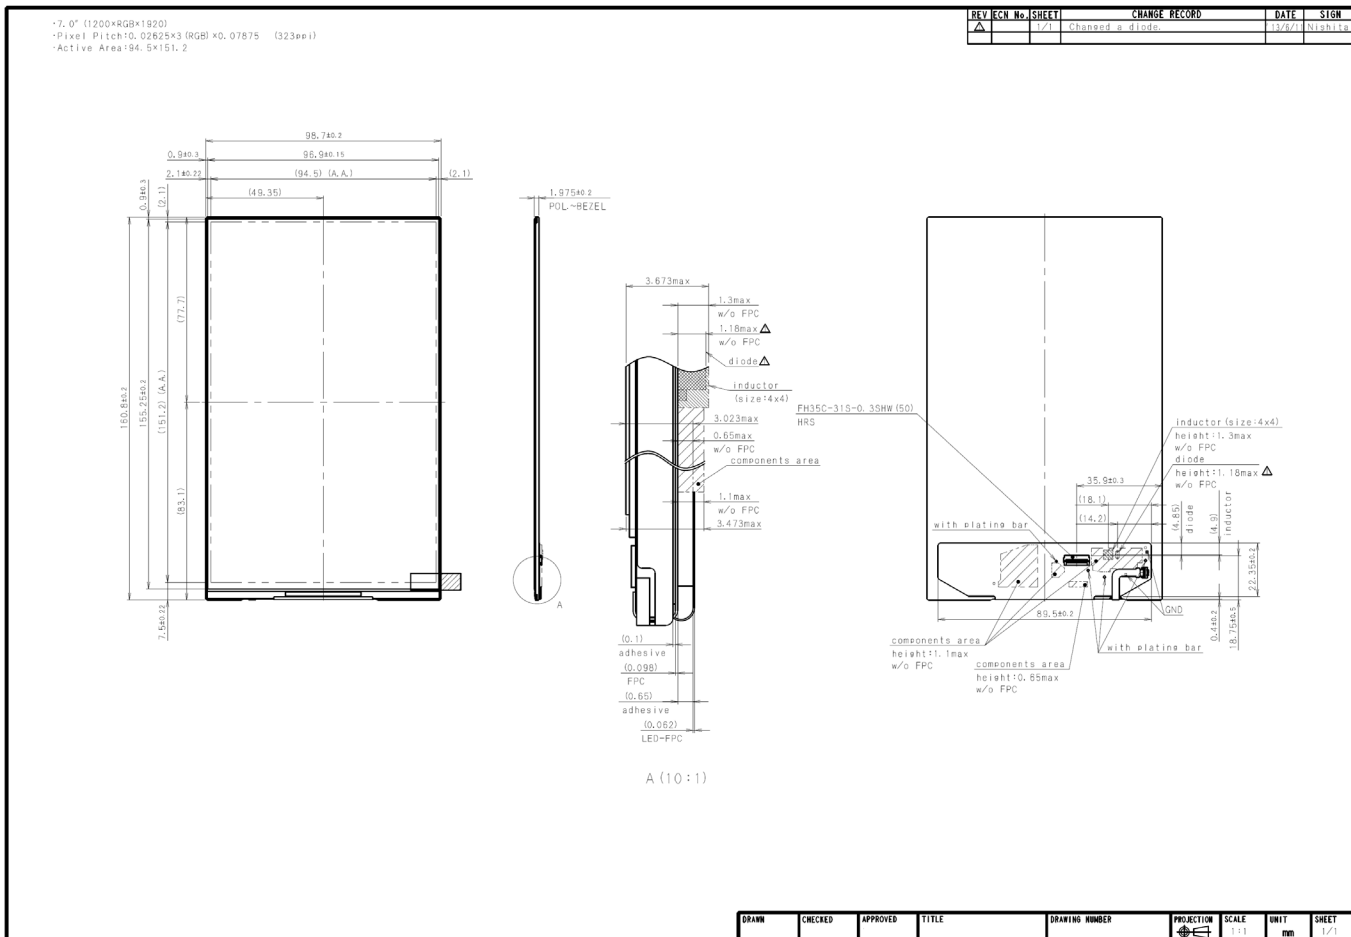 ·7.0" (1200×RGB×1920)
·Pixel Pitch:0.02625×3(RGB)×0.07875 (323ppi)
·Active Area:94.5×151.2
REV ECN No. SHEET CHANGE RECORD DATE SIGN
1/1 Changed a diode. '13/6/11 Nishita
98.7±0.2
0.9±0.3 96.9±0.15
2.1±0.22 (94.5) (A.A.) (2.1)
(49.35)
0.9±0.3
(2.1)
160.8±0.2
155.25±0.2
(151.2) (A.A.)
(77.7)
(83.1)
7.5±0.22
1.975±0.2
POL.~BEZEL
A
3.673max
1.3max
w/o FPC
1.18max
w/o FPC
diode
inductor
(size:4x4)
3.023max
0.65max
w/o FPC
components area
1.1max
w/o FPC
3.473max
(0.1)
adhesive
(0.098)
FPC
(0.65)
adhesive
(0.062)
LED-FPC
A(10:1)
FH35C-31S-0.3SHW(50)
HRS
inductor(size:4x4)
height:1.3max
w/o FPC
diode
height:1.18max
w/o FPC
35.9±0.3
(18.1)
(14.2)
(4.85)
diode
(4.9)
inductor
with plating bar
22.35±0.2
89.5±0.2
GND
0.4±0.2
18.75±0.5
components area
height:1.1max
w/o FPC
with plating bar
components area
height:0.65max
w/o FPC
DRAWN CHECKED APPROVED TITLE DRAWING NUMBER PROJECTION SCALE UNIT SHEET
1:1 mm 1/1